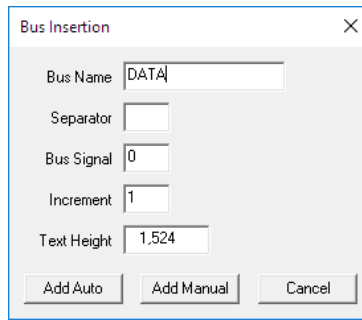 Bus Insertion
Bus Name DATA
Separator
Bus Signal 0
Increment 1
Text Height 1,524
Add Auto Add Manual Cancel